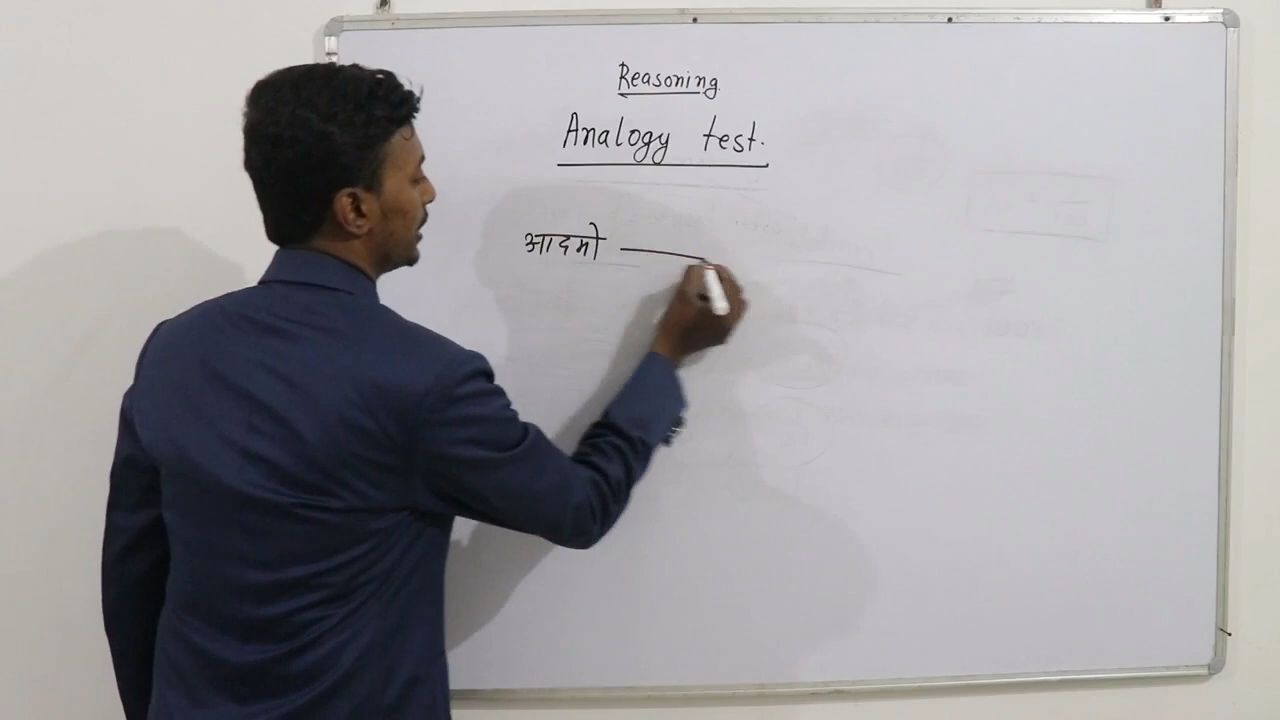 Reasoning
Analogy test.
आदमी